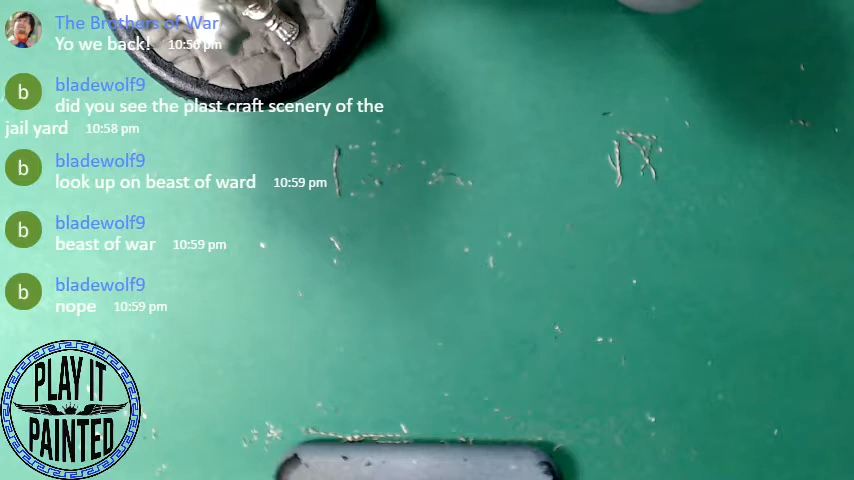 The Brothers of War
Yo we back! 10:56 pm
b
bladewolf9
did you see the plast craft scenery of the
jail yard 10:58 pm
b
bladewolf9
look up on beast of ward 10:59 pm
b
bladewolf9
beast of war 10:59 pm
b
bladewolf9
nope 10:59 pm
PLAY IT
PAINTED